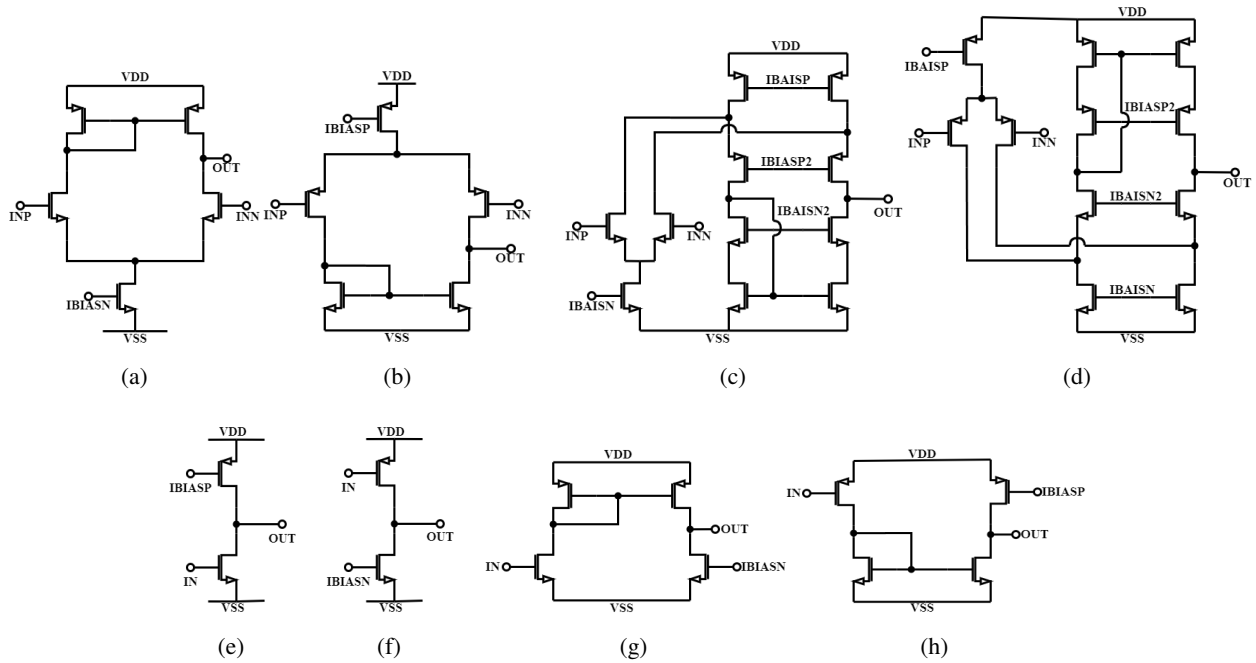 VDD
OUT
INP
INN
IBIASN
VSS
(a)
VDD
IBIASP
INP
INN
OUT
VSS
(b)
VDD
IBAISP
IBIASP2
IBAISN2
OUT
INP
INN
IBAISN
VSS
(c)
VDD
IBAISP
IBIASP2
INP
INN
OUT
IBAISN2
IBAISN
VSS
(d)
VDD
IBIASP
OUT
IN
VSS
(e)
VDD
IN
OUT
IBIASN
VSS
(f)
VDD
OUT
IN
IBIASN
VSS
(g)
VDD
IN
IBIASP
OUT
VSS
(h)